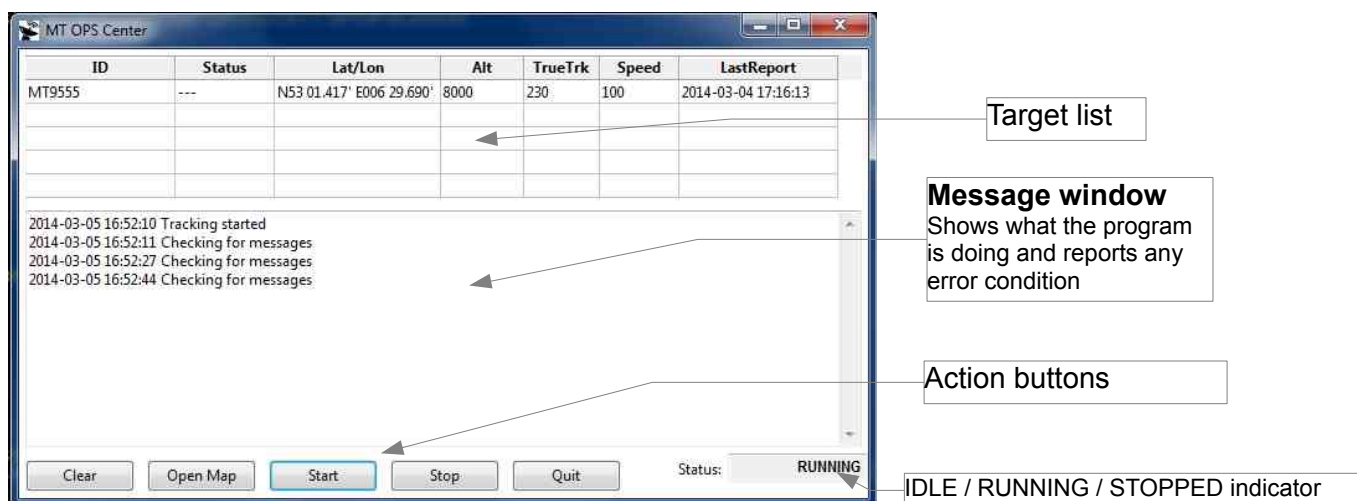 MT OPS Center
ID Status Lat/Lon Alt TrueTrk Speed LastReport
MT9555 --- N53 01.417' E006 29.690' 8000 230 100 2014-03-04 17:16:13
Target list
Message window
Shows what the program
is doing and reports any
error condition
2014-03-05 16:52:10 Tracking started
2014-03-05 16:52:11 Checking for messages
2014-03-05 16:52:27 Checking for messages
2014-03-05 16:52:44 Checking for messages
Action buttons
Clear Open Map Start Stop Quit Status: RUNNING
IDLE / RUNNING / STOPPED indicator